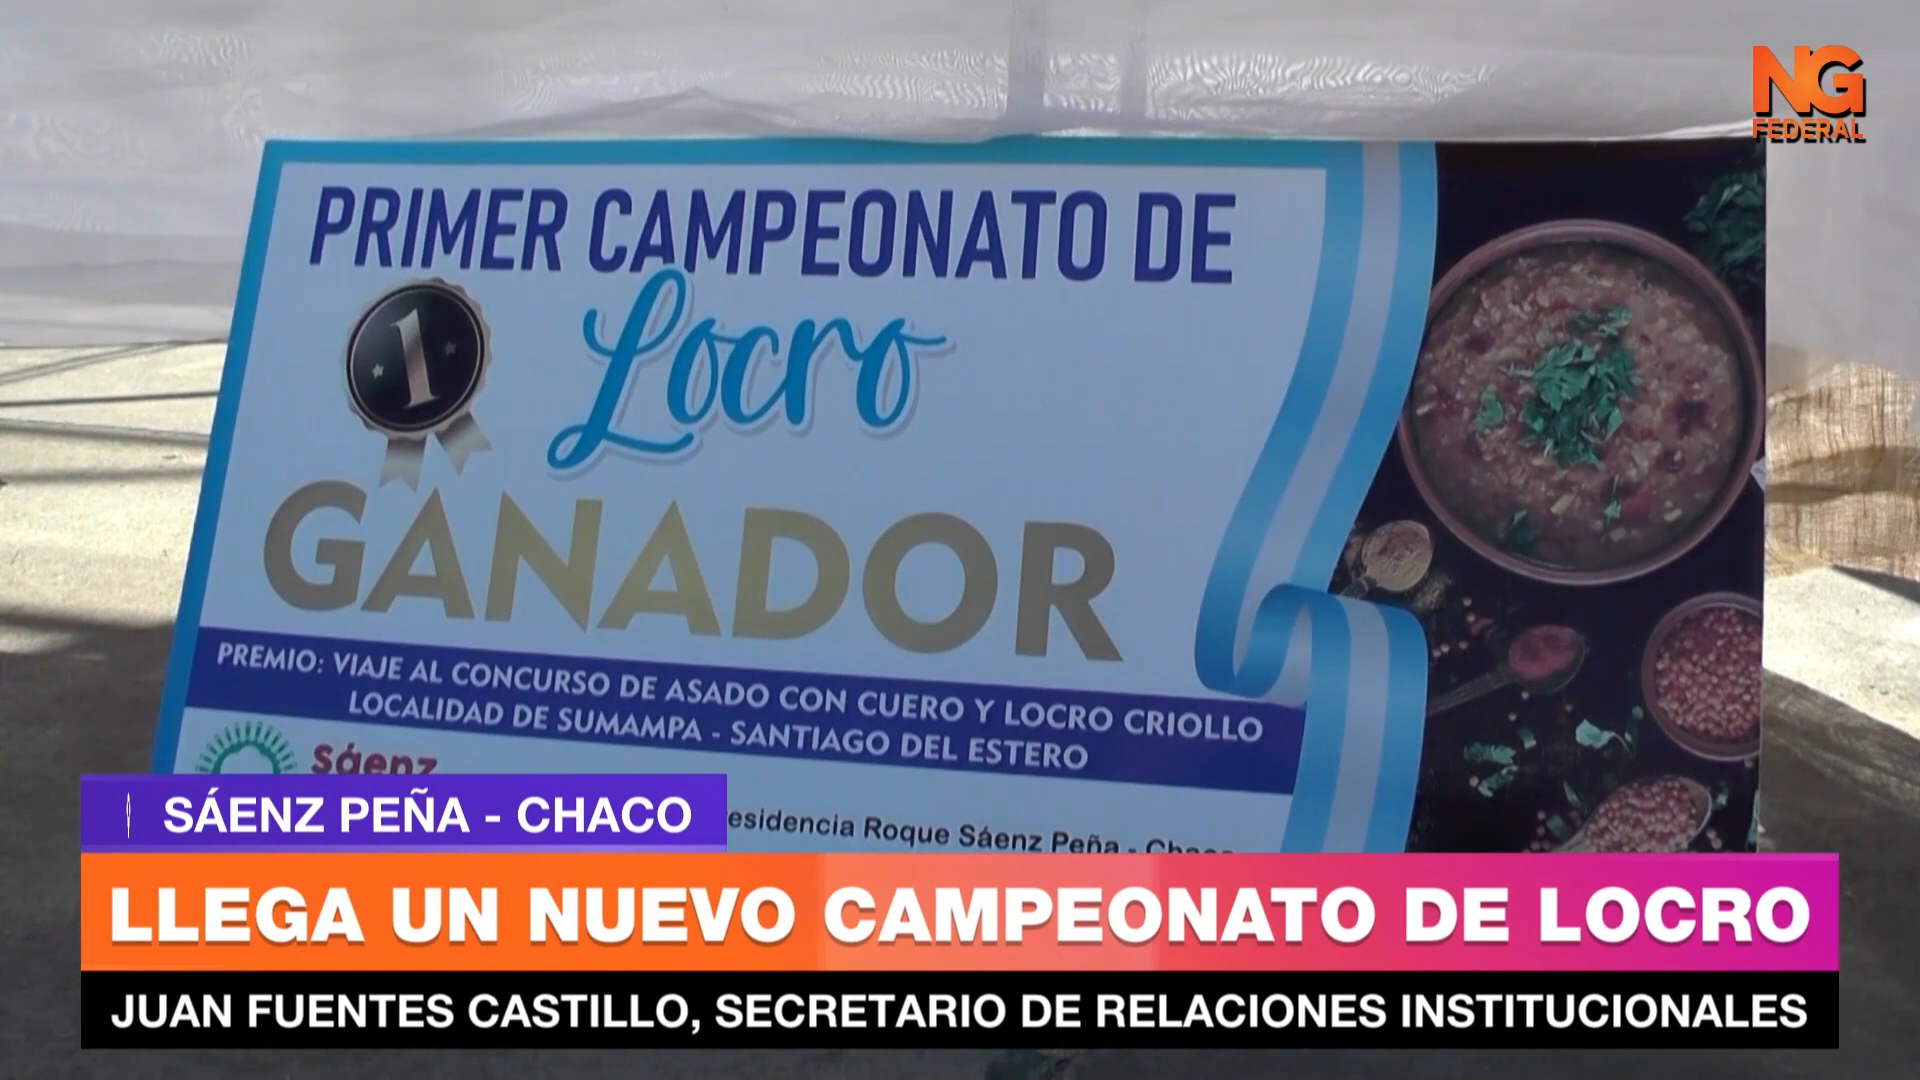 NG
FEDERAL
PRIMER CAMPEONATO DE
Locro
1
GANADOR
PREMIO: VIAJE AL CONCURSO DE ASADO CON CUERO Y LOCRO CRIOLLO
LOCALIDAD DE SUMAMPA - SANTIAGO DEL ESTERO
Sáenz
SÁENZ PEÑA - CHACO
Roque Sáenz Peña -
LLEGA UN NUEVO CAMPEONATO DE LOCRO
JUAN FUENTES CASTILLO, SECRETARIO DE RELACIONES INSTITUCIONALES